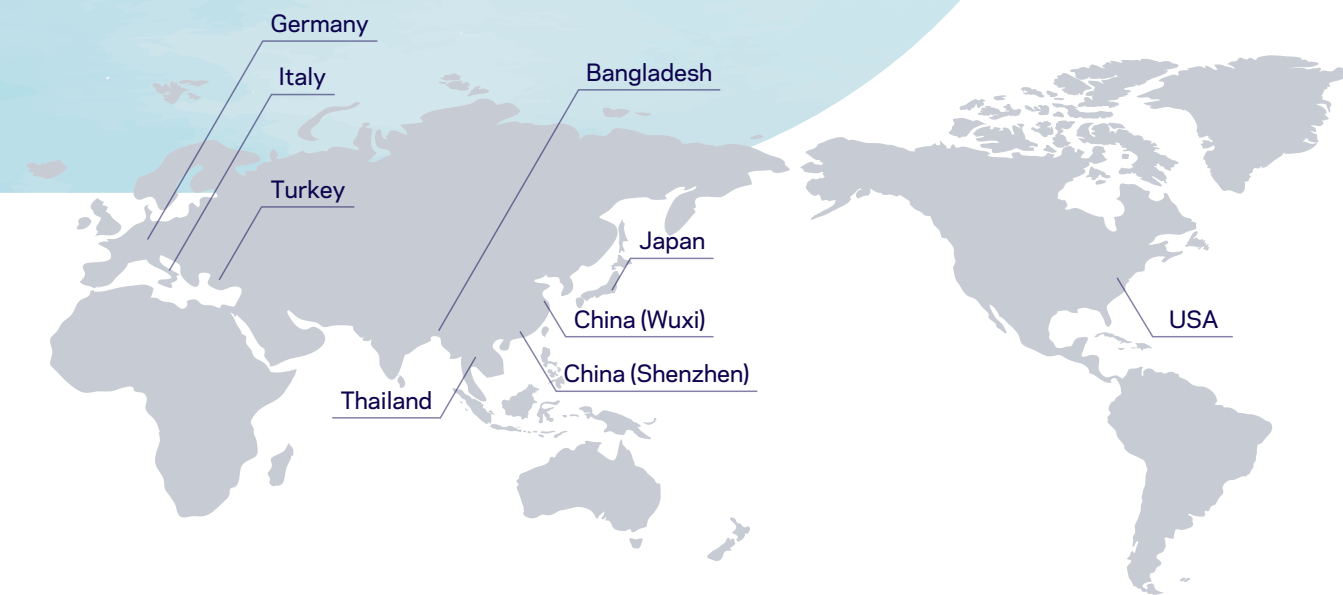 Germany
Italy
Bangladesh
Turkey
Japan
China (Wuxi)
USA
China (Shenzhen)
Thailand